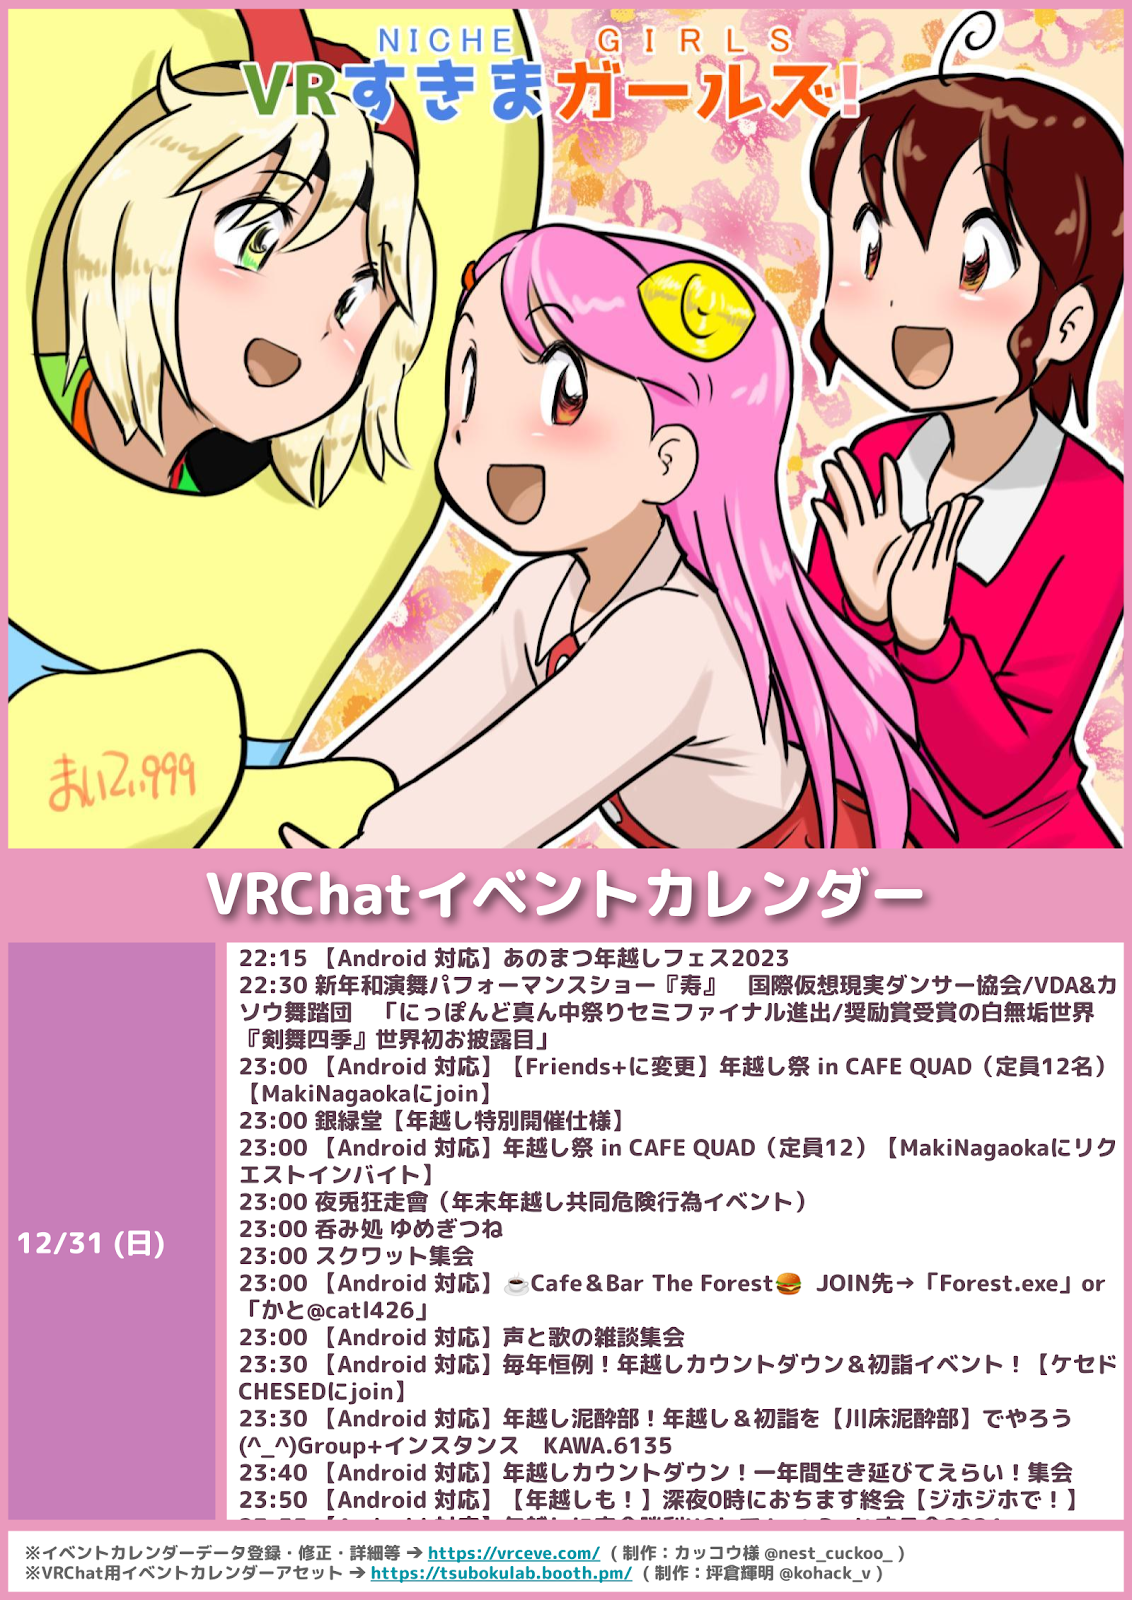 NICHE GIRLS
VRすきまガールズ!
まいてぃ999
VRChatイベントカレンダー
12/31 (日)
22:15 【Android 対応】あのまつ年越しフェス2023
22:30 新年和演舞パフォーマンスショー『寿』　国際仮想現実ダンサー協会/VDA&カ
ソウ舞踏団　「にっぽんど真ん中祭りセミファイナル進出/奨励賞受賞の白無垢世界
『剣舞四季』世界初お披露目」
23:00 【Android 対応】【Friends+に変更】年越し祭 in CAFE QUAD（定員12名）
【MakiNagaokaにjoin】
23:00 銀緑堂【年越し特別開催仕様】
23:00 【Android 対応】年越し祭 in CAFE QUAD（定員12）【MakiNagaokaにリク
エストインバイト】
23:00 夜兎狂走會（年末年越し共同危険行為イベント）
23:00 呑み処 ゆめぎつね
23:00 スクワット集会
23:00 【Android 対応】☕Cafe＆Bar The Forest🍔 JOIN先→「Forest.exe」or
「かと@catl426」
23:00 【Android 対応】声と歌の雑談集会
23:30 【Android 対応】毎年恒例！年越しカウントダウン＆初詣イベント！【ケセド
CHESEDにjoin】
23:30 【Android 対応】年越し泥酔部！年越し＆初詣を【川床泥酔部】でやろう
(^_^)Group+インスタンス　KAWA.6135
23:40 【Android 対応】年越しカウントダウン！一年間生き延びてえらい！集会
23:50 【Android 対応】【年越しも！】深夜0時におちます終会【ジホジホで！】
※イベントカレンダーデータ登録・修正・詳細等 ➔ https://vrceve.com/ （制作：カッコウ様 @nest_cuckoo_ ）
※VRChat用イベントカレンダーアセット ➔ https://tsubokulab.booth.pm/ （制作：坪倉輝明 @kohack_v ）